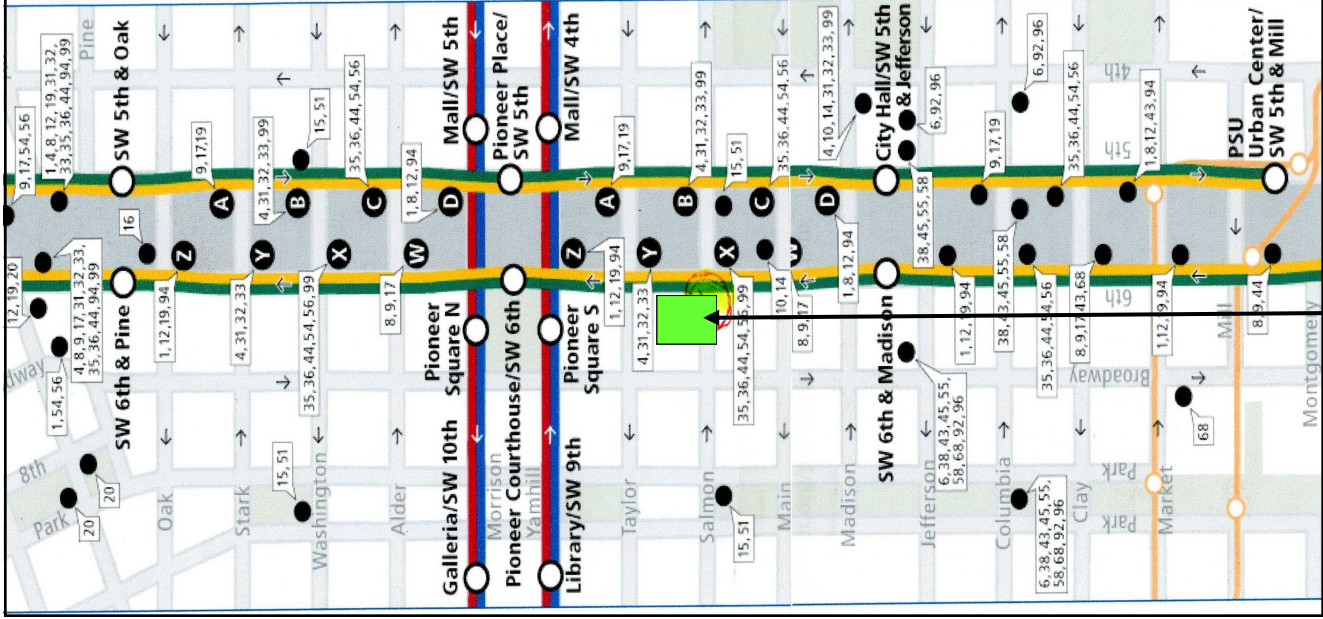 Pine
9,17,54,56
1,4,8,12,19,31,32,
33,35,36,44,94,99
SW 5th & Oak
9,17,19
4,31,32,33,99
15,51
35,36,44,54,56
1,8,12,94
Mall/SW 5th
Pioneer Place/
SW 5th
Mall/SW 4th
9,17,19
4,31,32,33,99
15,51
35,36,44,54,56
4,10,14,31,32,33,99
City Hall/SW 5th
& Jefferson
6,92,96
6,92,96
9,17,19
35,36,44,54,56
1,8,12,43,94
4th
5th
PSU
Urban Center/
SW 5th & Mill
A
B
C
D
A
B
C
D
16
Z
Y
X
W
Z
Y
X
W
12,19,20
4,8,9,17,31,32,33,
35,36,44,94,99
1,54,56
SW 6th & Pine
1,12,19,94
4,31,32,33
35,36,44,54,56,99
8,9,17
Pioneer
Square N
Pioneer Courthouse/SW 6th
Pioneer
Square S
1,12,19,94
4,31,32,33
35,36,44,54,56,99
10,14
8,9,17
1,8,12,94
SW 6th & Madison
38,45,55,58
1,12,19,94
38,43,45,55,58
35,36,44,54,56
8,9,17,43,68
1,12,19,94
8,9,44
6th
Broadway
68
6,38,43,45,55,
58,68,92,96
dway
8th
Park
20
20
15,51
Galleria/SW 10th
Library/SW 9th
15,51
6,38,43,45,55,
58,68,92,96
Park
Park
Oak
Stark
Washington
Alder
Morrison
Yamhill
Taylor
Salmon
Main
Madison
Jefferson
Columbia
Clay
Market
Mill
Montgomery